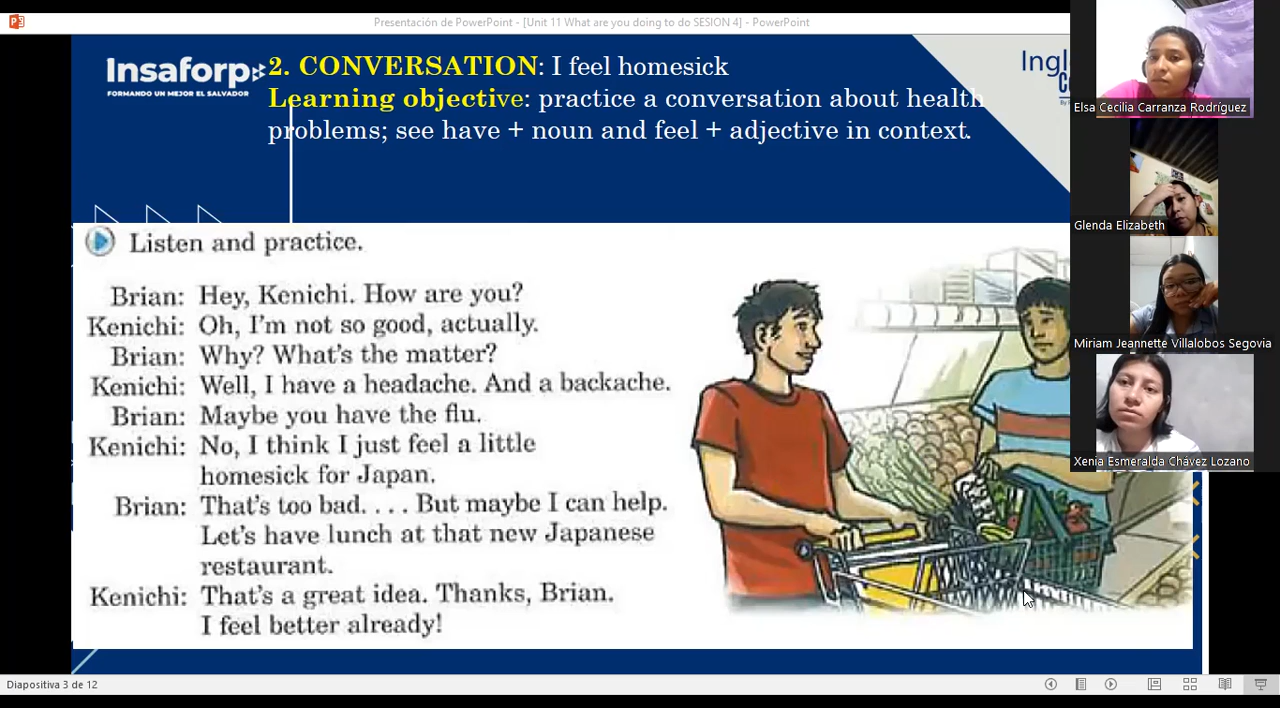 Presentación de PowerPoint - [Unit 11 What are you doing to do SESION 4] - PowerPoint
Insaforp
FORMANDO UN MEJOR EL SALVADOR
2. CONVERSATION: I feel homesick
Learning objective: practice a conversation about health
problems; see have + noun and feel + adjective in context.
Listen and practice.
Brian: Hey, Kenichi. How are you?
Kenichi: Oh, I'm not so good, actually.
Brian: Why? What's the matter?
Kenichi: Well, I have a headache. And a backache.
Brian: Maybe you have the flu.
Kenichi: No, I think I just feel a little
homesick for Japan.
Brian: That's too bad. . . . But maybe I can help.
Let's have lunch at that new Japanese
restaurant.
Kenichi: That's a great idea. Thanks, Brian.
I feel better already!
Elsa Cecilia Carranza Rodríguez
Glenda Elizabeth
Miriam Jeannette Villalobos Segovia
Xenia Esmeralda Chávez Lozano
Diapositiva 3 de 12